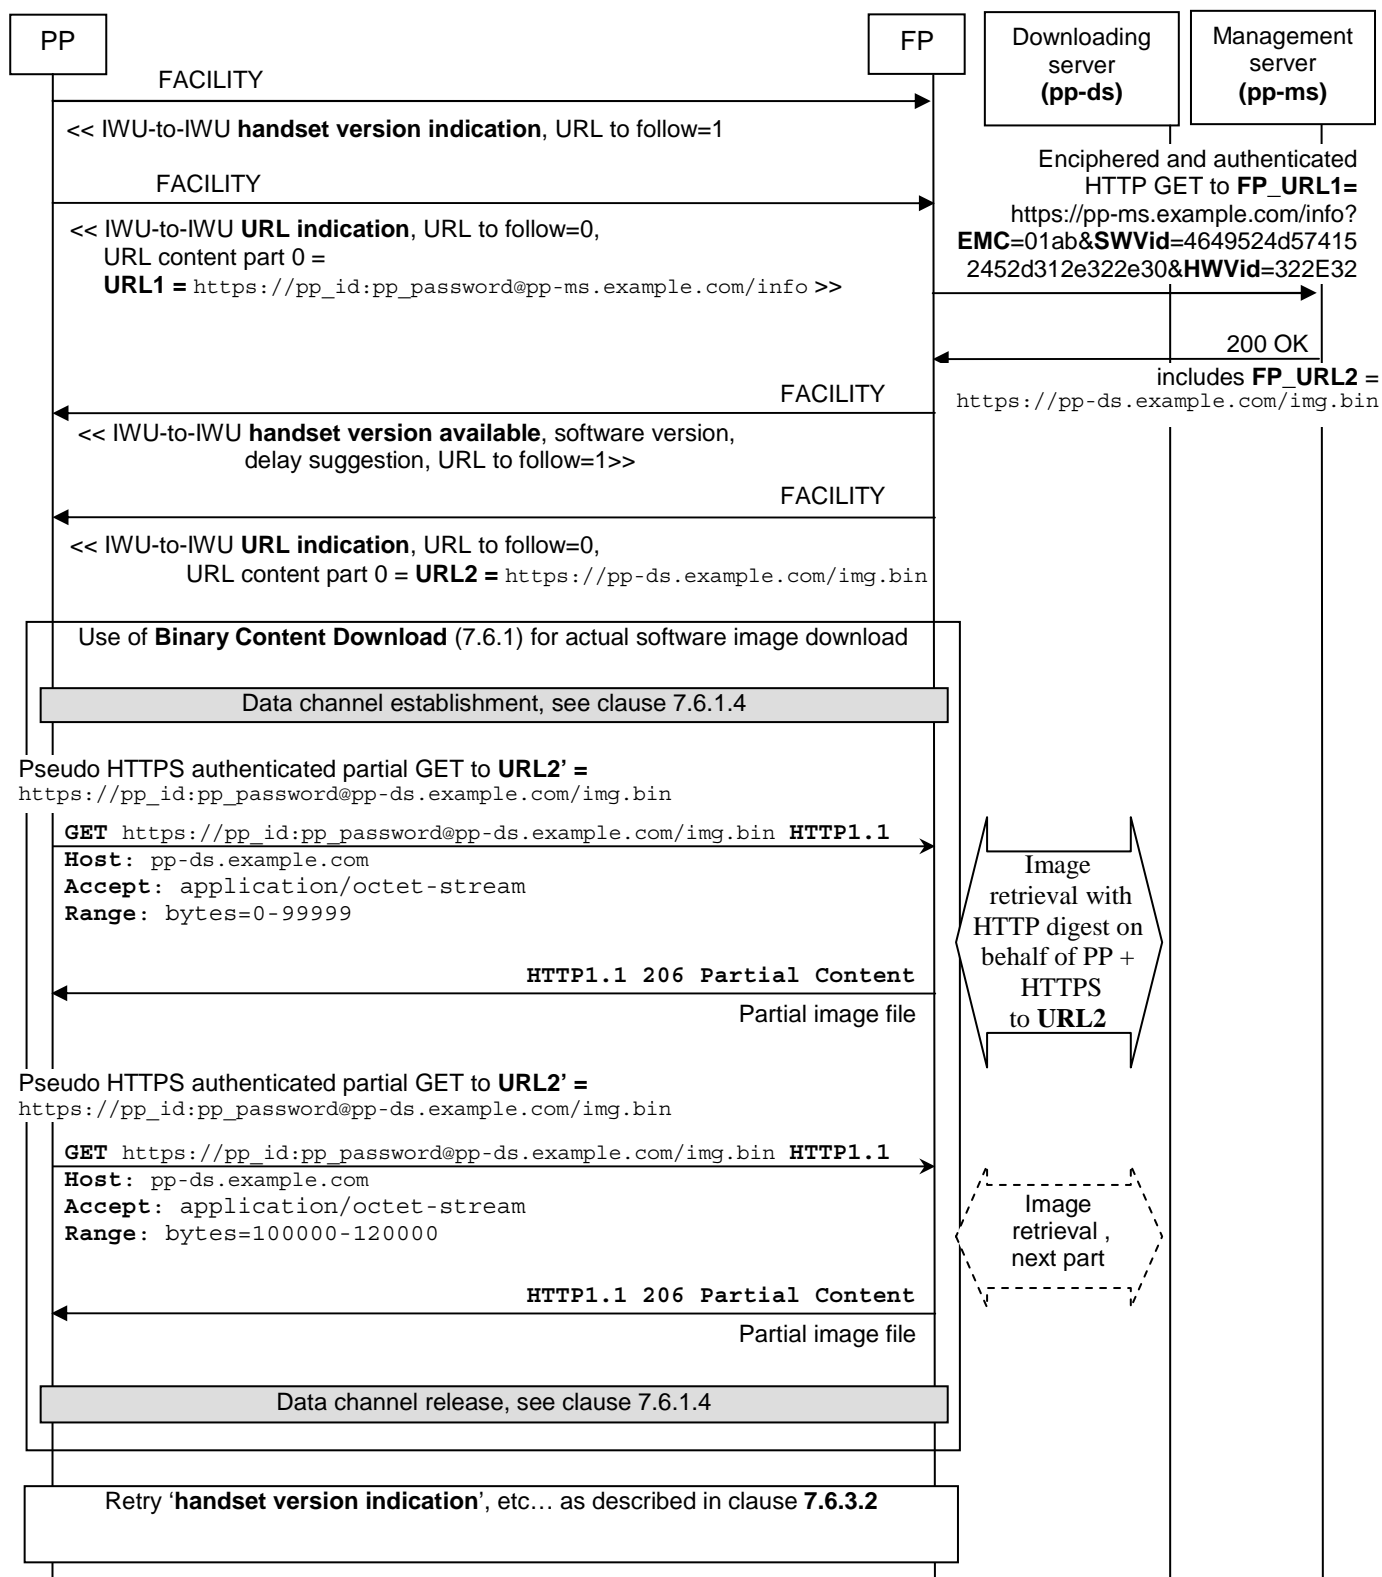 PP
FP
Downloading
server
(pp-ds)
Management
server
(pp-ms)
FACILITY
<< IWU-to-IWU handset version indication, URL to follow=1
Enciphered and authenticated
HTTP GET to FP_URL1=
https://pp-ms.example.com/info?
EMC=01ab&SWVid=4649524d57415
2452d312e322e30&HWVid=322E32
FACILITY
<< IWU-to-IWU URL indication, URL to follow=0,
URL content part 0 =
URL1 = https://pp_id:pp_password@pp-ms.example.com/info >>
200 OK
includes FP_URL2 =
https://pp-ds.example.com/img.bin
FACILITY
<< IWU-to-IWU handset version available, software version,
delay suggestion, URL to follow=1>>
FACILITY
<< IWU-to-IWU URL indication, URL to follow=0,
URL content part 0 = URL2 = https://pp-ds.example.com/img.bin
Use of Binary Content Download (7.6.1) for actual software image download
Data channel establishment, see clause 7.6.1.4
Pseudo HTTPS authenticated partial GET to URL2’ =
https://pp_id:pp_password@pp-ds.example.com/img.bin
GET https://pp_id:pp_password@pp-ds.example.com/img.bin HTTP1.1
Host: pp-ds.example.com
Accept: application/octet-stream
Range: bytes=0-99999
Image
retrieval with
HTTP digest on
behalf of PP +
HTTPS
to URL2
HTTP1.1 206 Partial Content
Partial image file
Pseudo HTTPS authenticated partial GET to URL2’ =
https://pp_id:pp_password@pp-ds.example.com/img.bin
GET https://pp_id:pp_password@pp-ds.example.com/img.bin HTTP1.1
Host: pp-ds.example.com
Accept: application/octet-stream
Range: bytes=100000-120000
Image
retrieval ,
next part
HTTP1.1 206 Partial Content
Partial image file
Data channel release, see clause 7.6.1.4
Retry ‘handset version indication’, etc… as described in clause 7.6.3.2